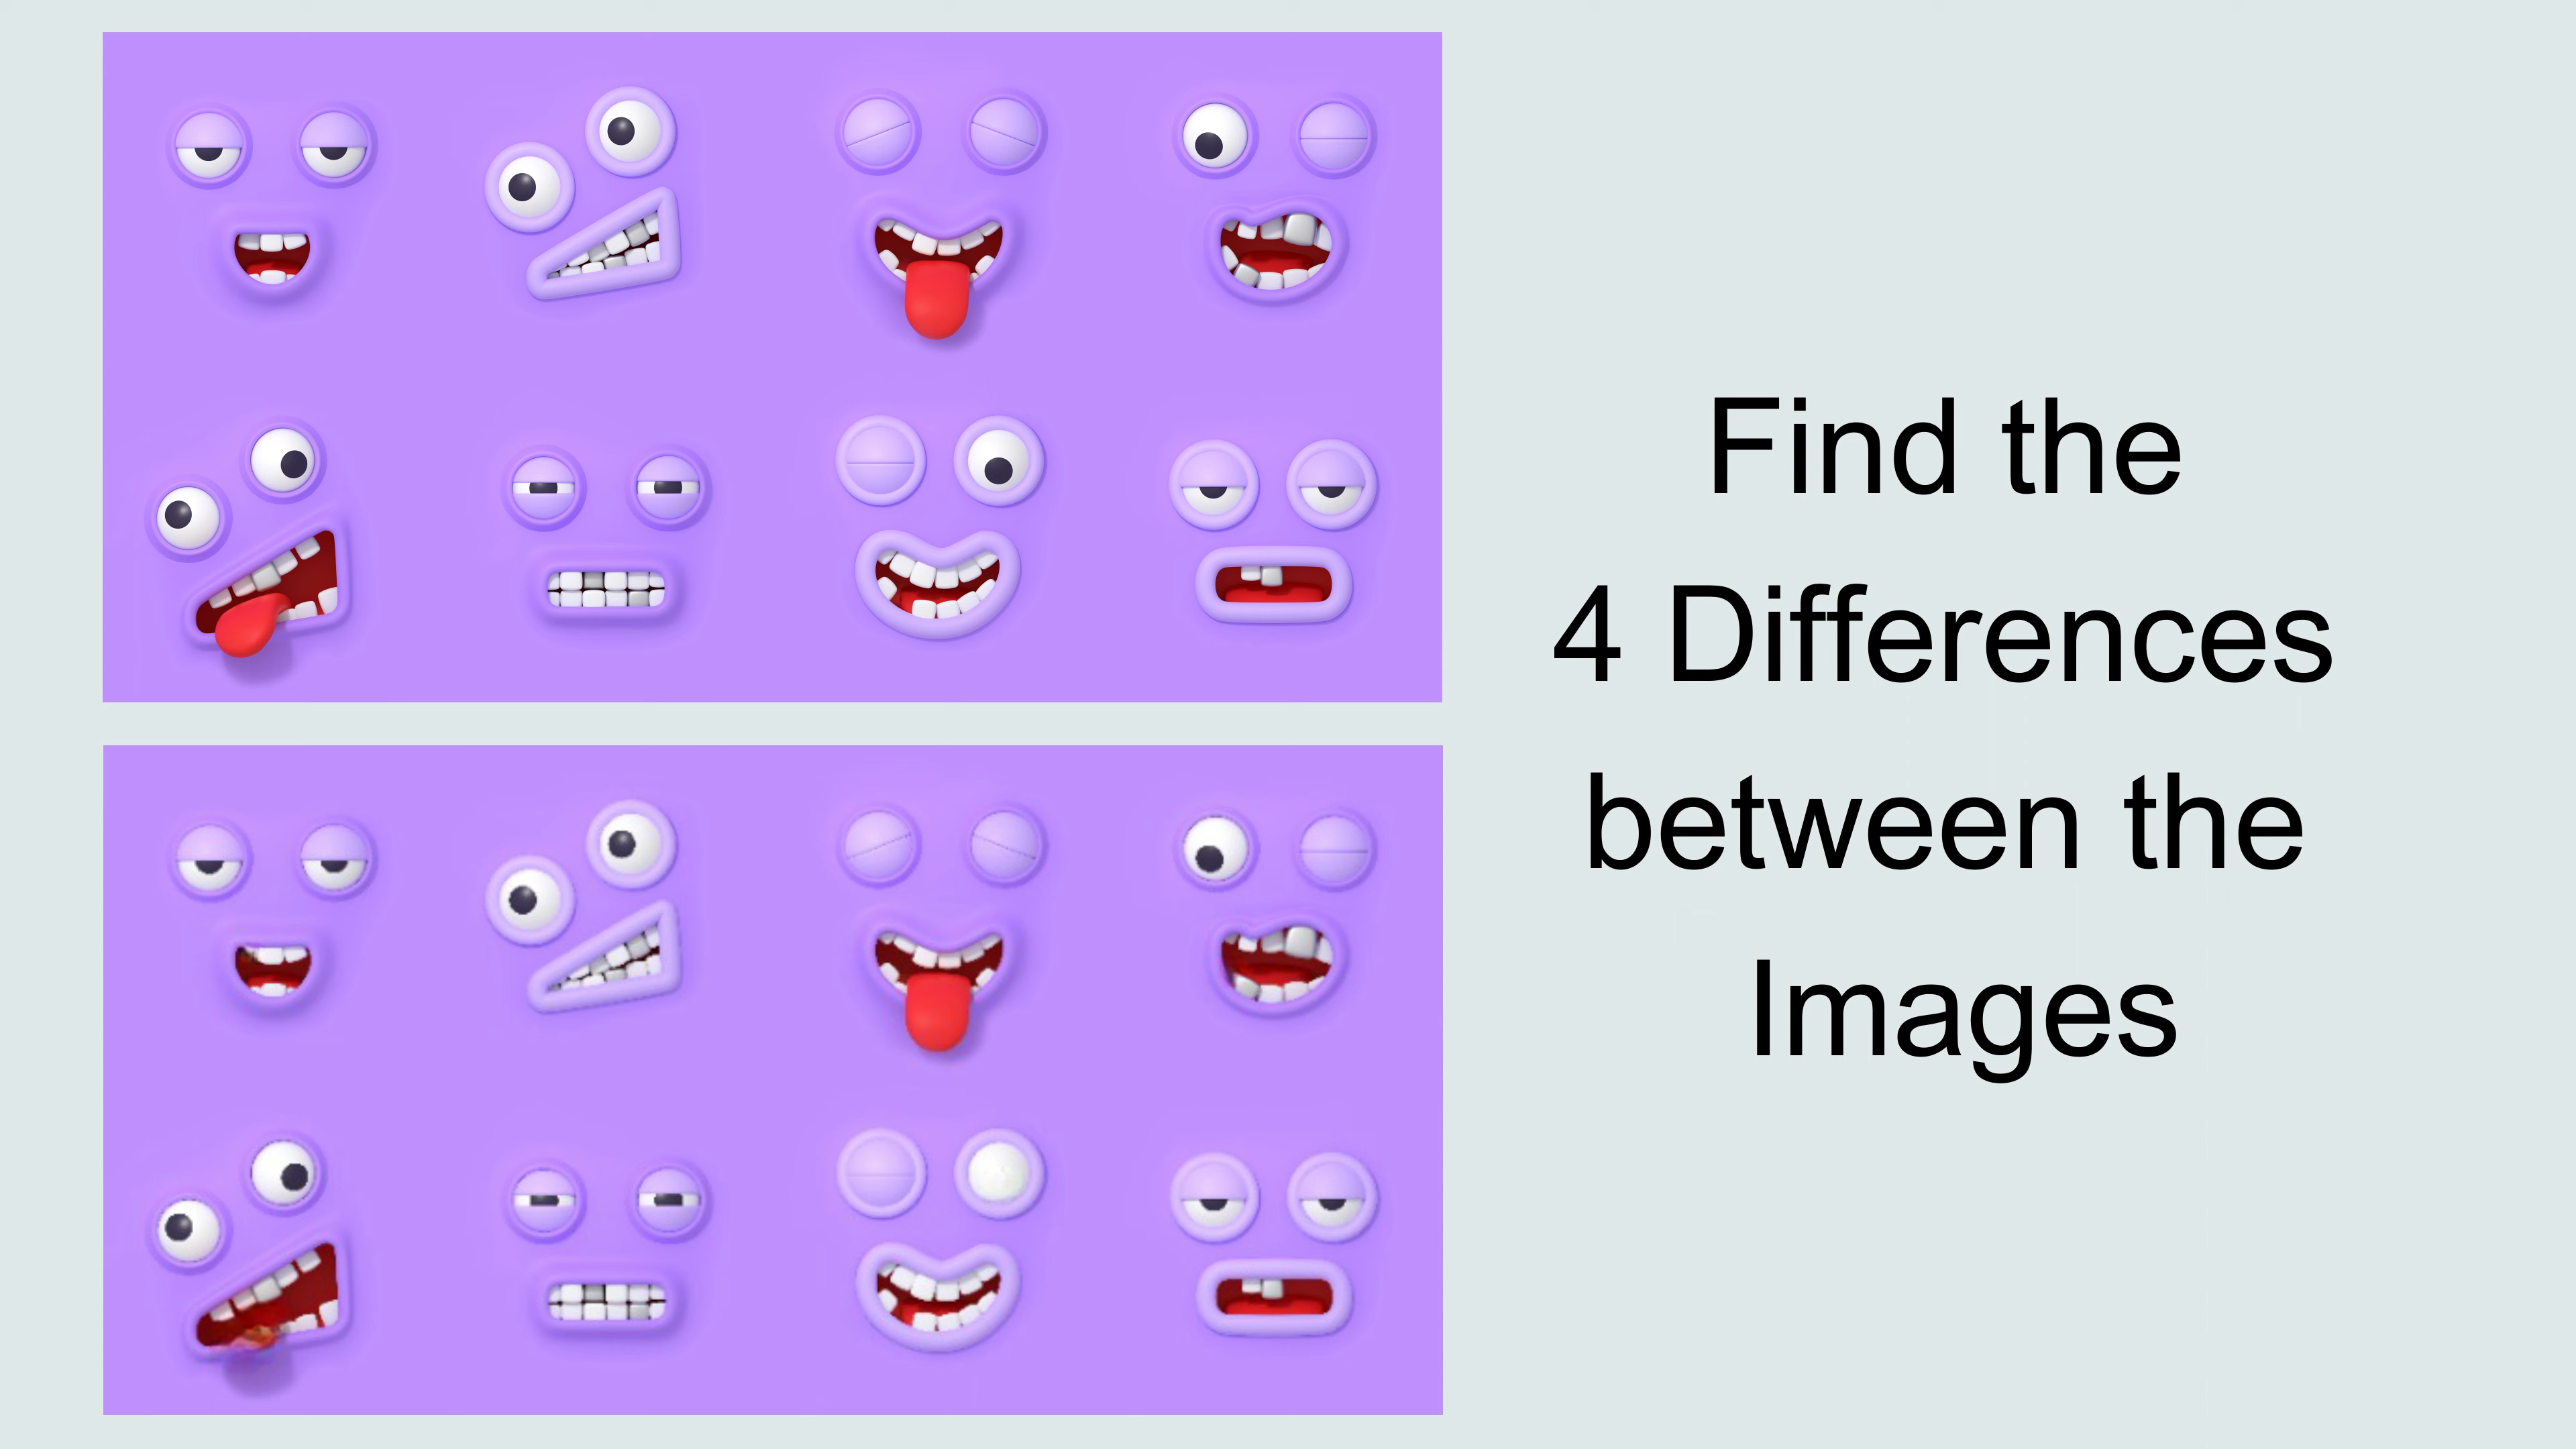 Find the
4 Differences
between the
Images